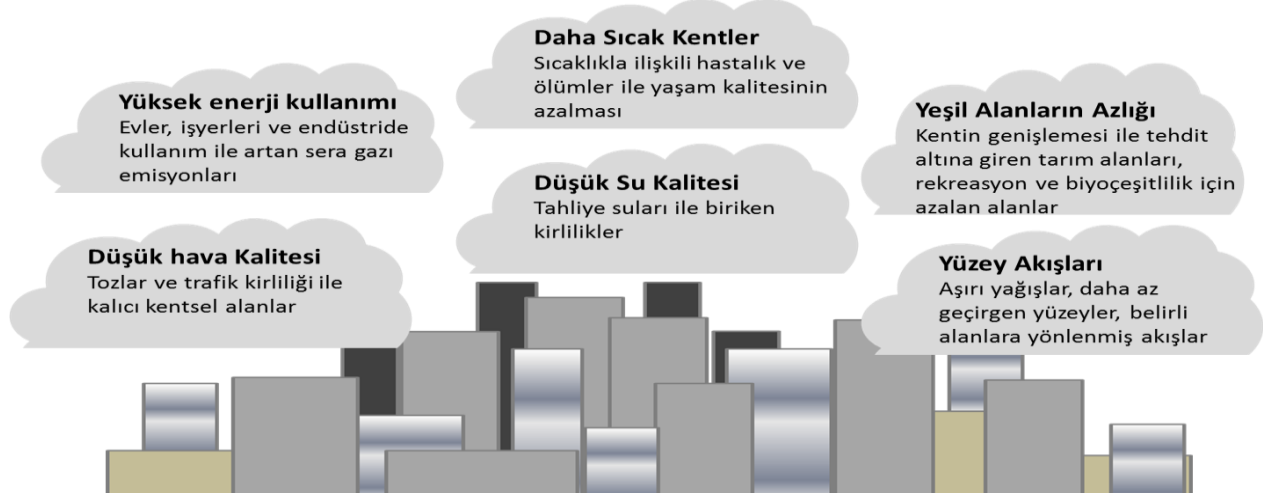 Daha Sıcak Kentler
Sıcaklıkla ilişkili hastalık ve
ölümler ile yaşam kalitesinin
azalması
Yüksek enerji kullanımı
Evler, işyerleri ve endüstride
kullanım ile artan sera gazı
emisyonları
Yeşil Alanların Azlığı
Kentin genişlemesi ile tehdit
altına giren tarım alanları,
rekreasyon ve biyoçeşitlilik için
azalan alanlar
Düşük Su Kalitesi
Tahliye suları ile biriken
kirlilikler
Düşük hava Kalitesi
Tozlar ve trafik kirliliği ile
kalıcı kentsel alanlar
Yüzey Akışları
Aşırı yağışlar, daha az
geçirgen yüzeyler, belirli
alanlara yönlenmiş akışlar